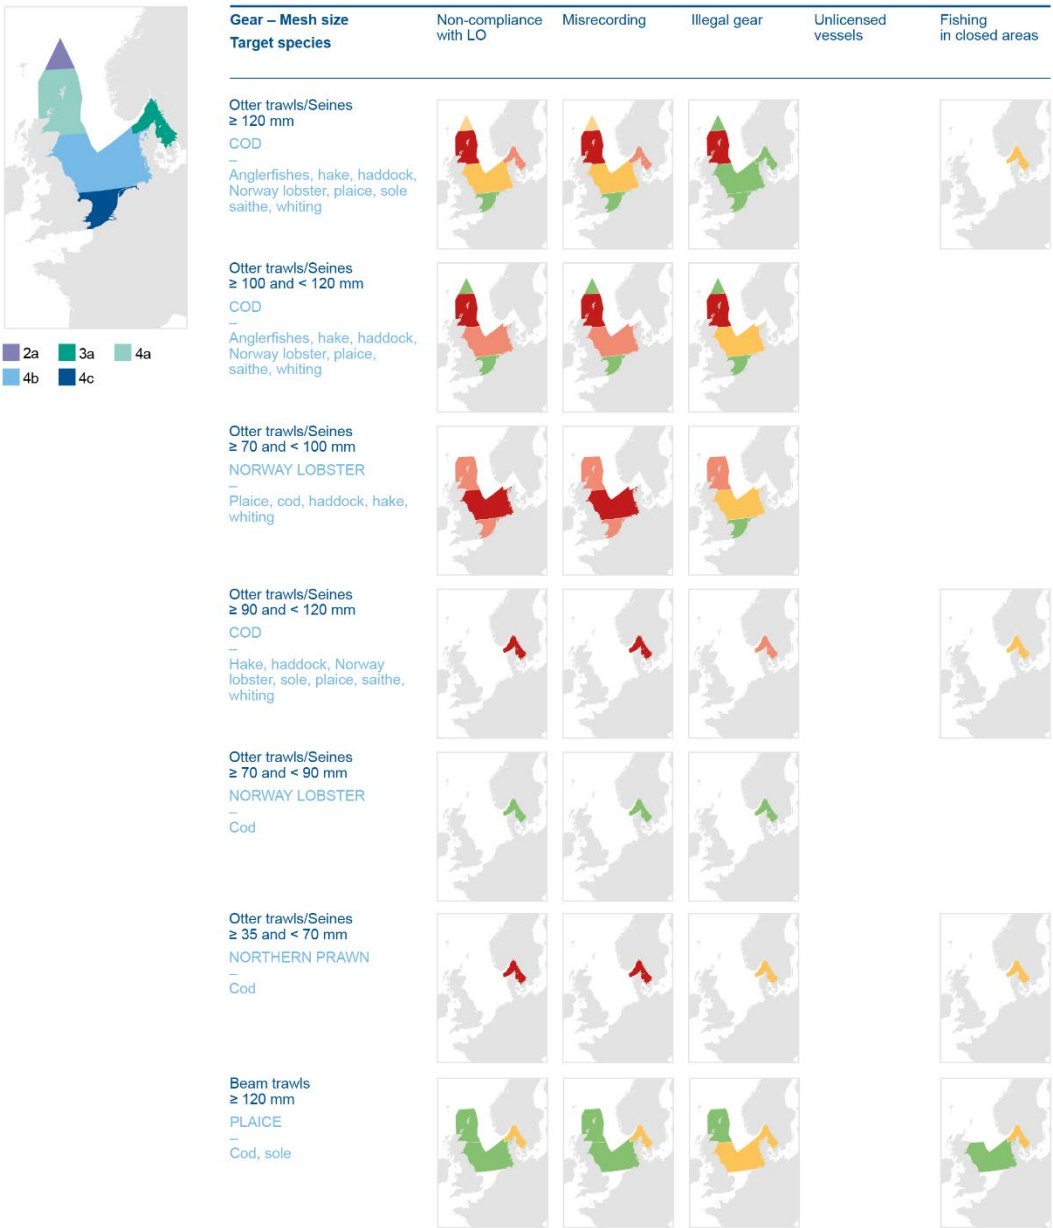 Gear – Mesh size
Target species
Non-compliance
with LO
Misrecording
Illegal gear
Unlicensed
vessels
Fishing
in closed areas
2a
3a
4a
4b
4c
Otter trawls/Seines
≥ 120 mm
COD
–
Anglerfishes, hake, haddock,
Norway lobster, plaice, sole
saithe, whiting
Otter trawls/Seines
≥ 100 and < 120 mm
COD
–
Anglerfishes, hake, haddock,
Norway lobster, plaice,
saithe, whiting
Otter trawls/Seines
≥ 70 and < 100 mm
NORWAY LOBSTER
–
Plaice, cod, haddock, hake,
whiting
Otter trawls/Seines
≥ 90 and < 120 mm
COD
–
Hake, haddock, Norway
lobster, sole, plaice, saithe,
whiting
Otter trawls/Seines
≥ 70 and < 90 mm
NORWAY LOBSTER
–
Cod
Otter trawls/Seines
≥ 35 and < 70 mm
NORTHERN PRAWN
–
Cod
Beam trawls
≥ 120 mm
PLAICE
–
Cod, sole